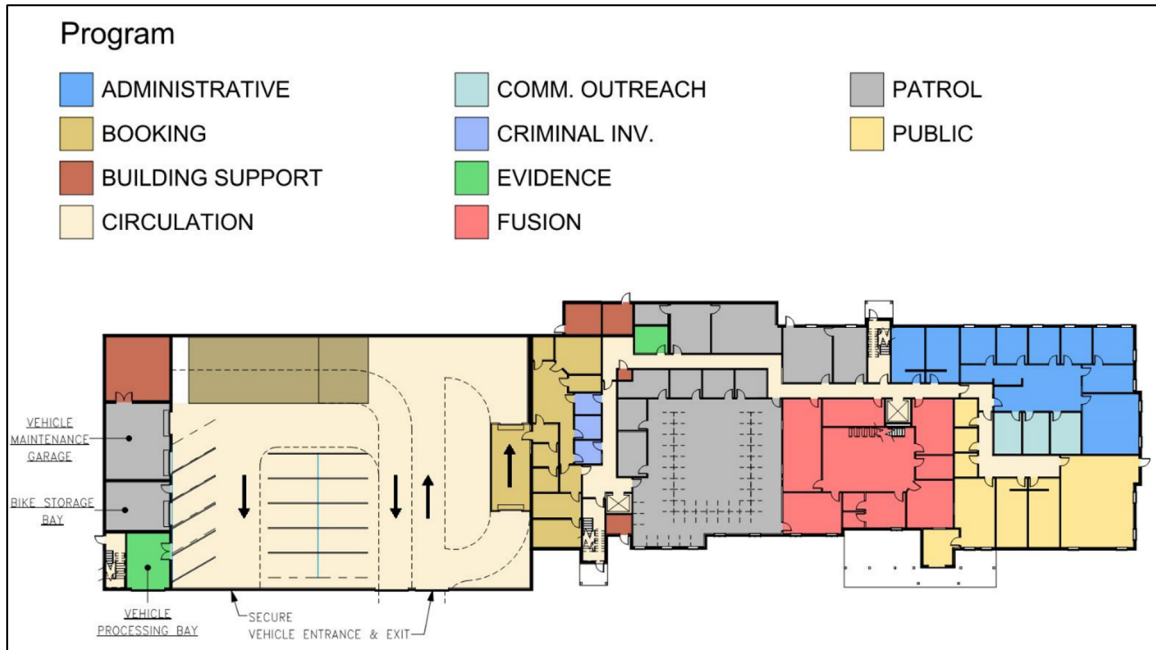 Program
ADMINISTRATIVE
BOOKING
BUILDING SUPPORT
CIRCULATION
COMM. OUTREACH
CRIMINAL INV.
EVIDENCE
FUSION
PATROL
PUBLIC
VEHICLE
MAINTENANCE
GARAGE
BIKE STORAGE
BAY
VEHICLE
PROCESSING BAY
SECURE
VEHICLE ENTRANCE & EXIT